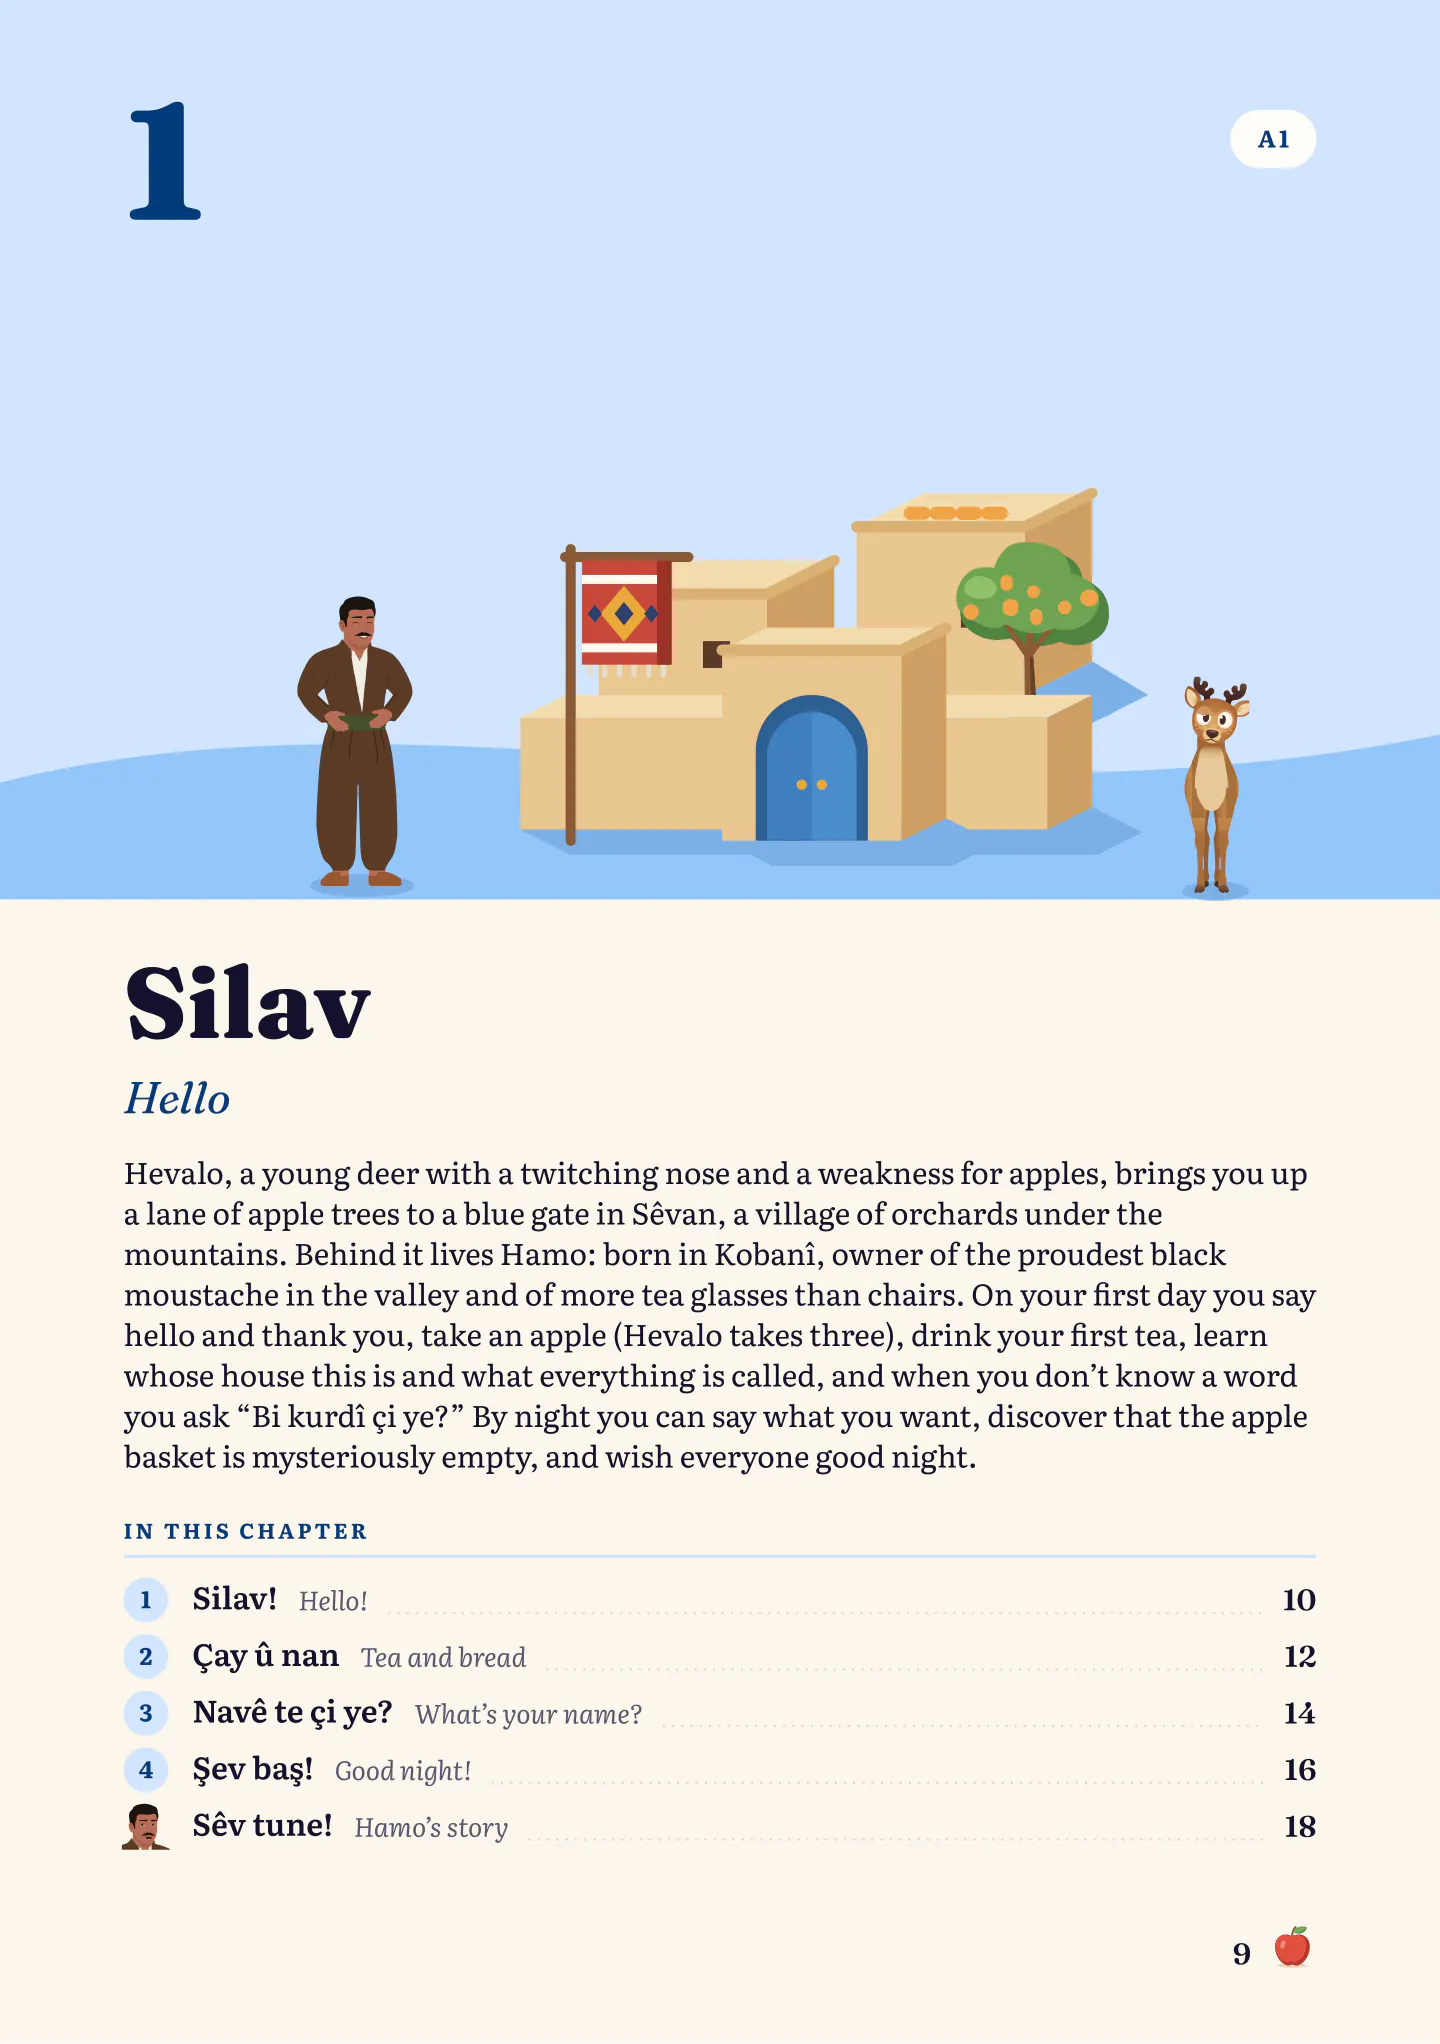 1
A1
Silav
Hello
Hevalo, a young deer with a twitching nose and a weakness for apples, brings you up
a lane of apple trees to a blue gate in Sêvan, a village of orchards under the
mountains. Behind it lives Hamo: born in Kobanî, owner of the proudest black
moustache in the valley and of more tea glasses than chairs. On your first day you say
hello and thank you, take an apple (Hevalo takes three), drink your first tea, learn
whose house this is and what everything is called, and when you don’t know a word
you ask “Bi kurdî çi ye?” By night you can say what you want, discover that the apple
basket is mysteriously empty, and wish everyone good night.
IN THIS CHAPTER
1 Silav! Hello! 10
2 Çay û nan Tea and bread 12
3 Navê te çi ye? What’s your name? 14
4 Şev baş! Good night! 16
Sêv tune! Hamo’s story 18
9